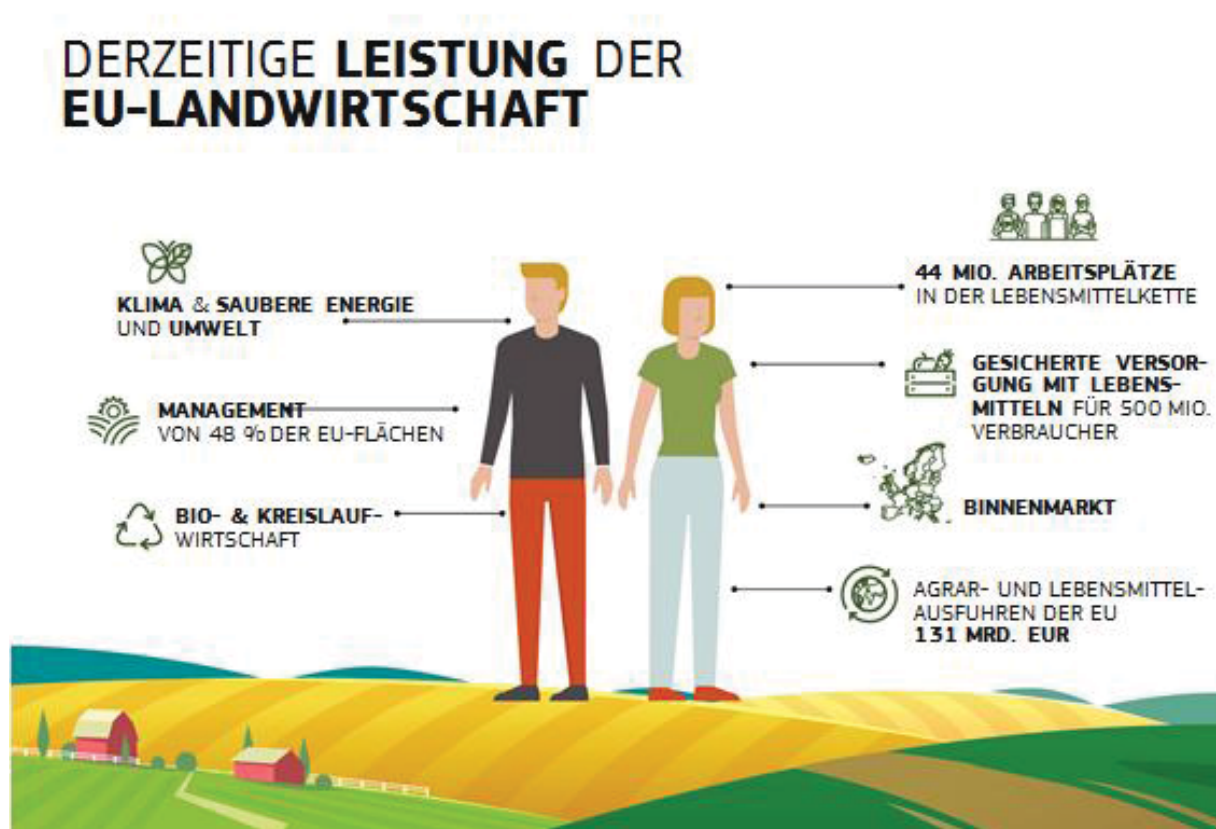 DERZEITIGE LEISTUNG DER
EU-LANDWIRTSCHAFT
KLIMA & SAUBERE ENERGIE
UND UMWELT
MANAGEMENT
VON 48 % DER EU-FLÄCHEN
BIO- & KREISLAUF-
WIRTSCHAFT
44 MIO. ARBEITSPLÄTZE
IN DER LEBENSMITTELKETTE
GESICHERTE VERSOR-
GUNG MIT LEBENS-
MITTELN FÜR 500 MIO.
VERBRAUCHER
BINNENMARKT
AGRAR- UND LEBENSMITTEL-
AUSFUHREN DER EU
131 MRD. EUR